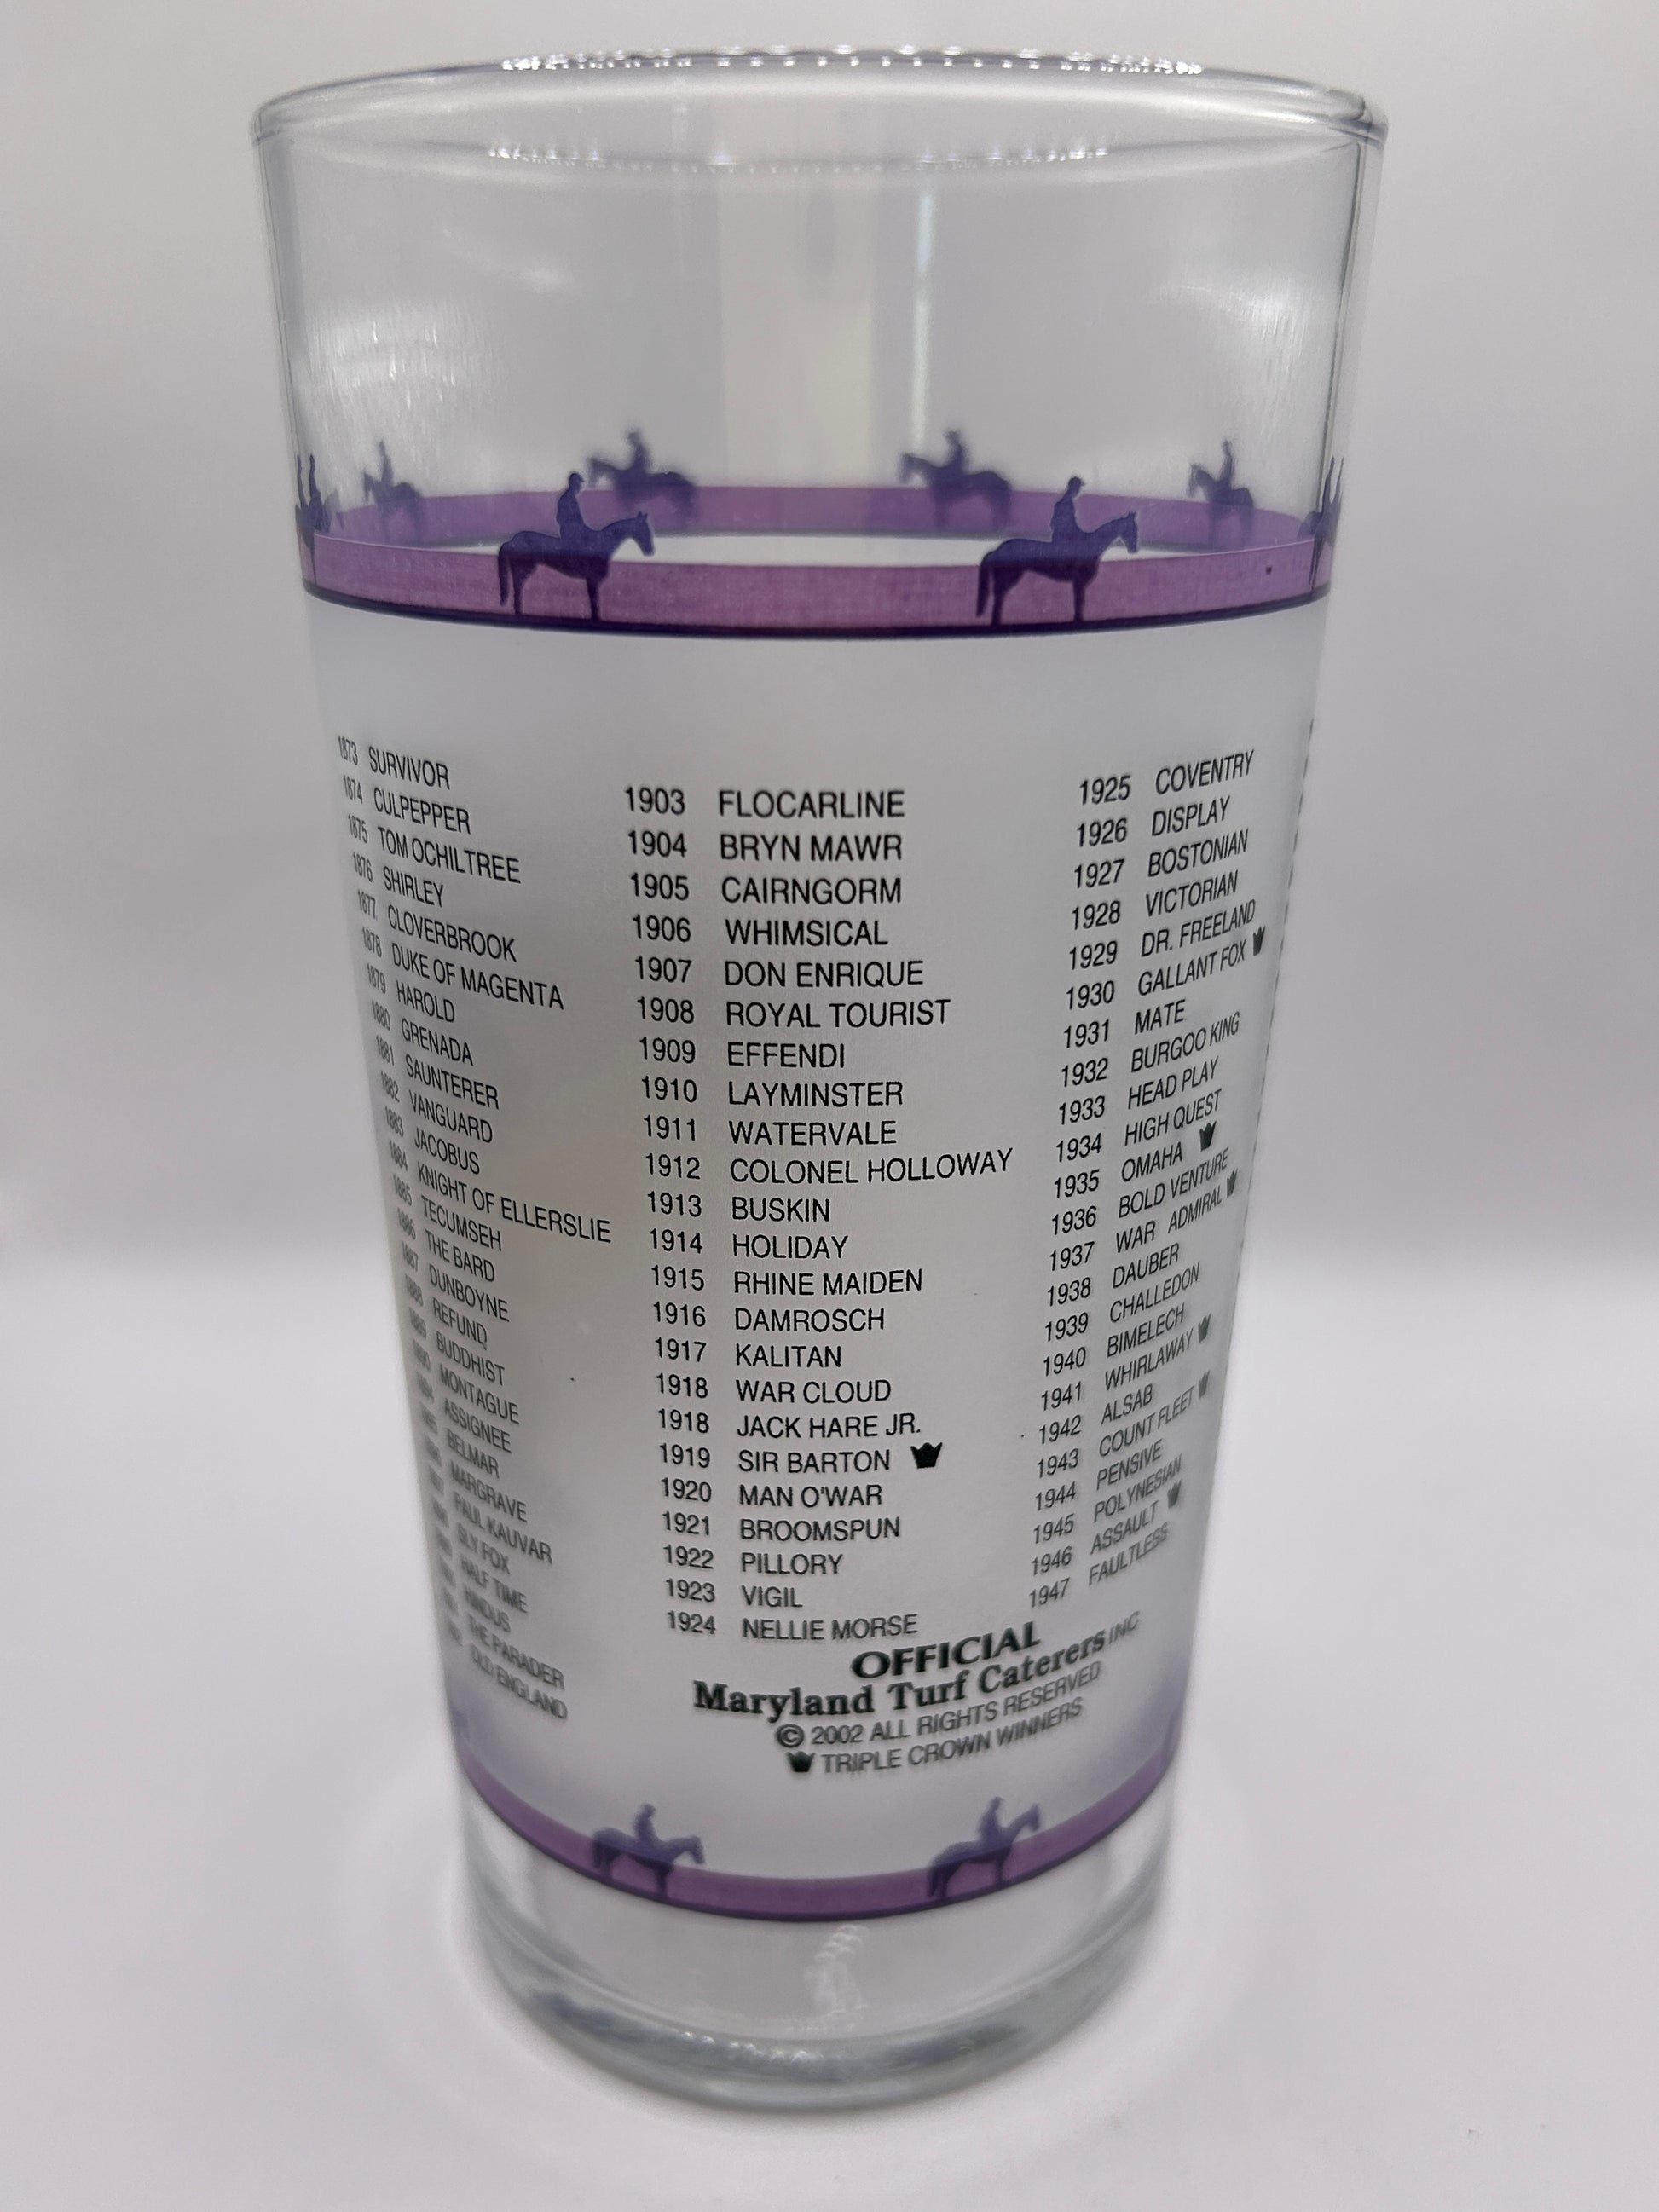 1873 SURVIVOR
1874 CULPEPPER
1875 TOM OCHILTREE
1876 SHIRLEY
1877 CLOVERBROOK
1878 DUKE OF MAGENTA
1879 HAROLD
1880 GRENADA
1881 SAUNTERER
1882 VANGUARD
1883 JACOBUS
1884 KNIGHT OF ELLERSLIE
1885 TECUMSEH
1886 THE BARD
1887 DUNBOYNE
1888 REFUND
1889 BUDDHIST
1890 MONTAGUE
ASSIGNEE
BELMAR
MARGRAVE
PAUL KAUVAR
SLY FOX
HALF TIME
HINDUS
THE PARADER
OLD ENGLAND
1903 FLOCARLINE
1904 BRYN MAWR
1905 CAIRNGORM
1906 WHIMSICAL
1907 DON ENRIQUE
1908 ROYAL TOURIST
1909 EFFENDI
1910 LAYMINSTER
1911 WATERVALE
1912 COLONEL HOLLOWAY
1913 BUSKIN
1914 HOLIDAY
1915 RHINE MAIDEN
1916 DAMROSCH
1917 KALITAN
1918 WAR CLOUD
1918 JACK HARE JR.
1919 SIR BARTON
1920 MAN O'WAR
1921 BROOMSPUN
1922 PILLORY
1923 VIGIL
1924 NELLIE MORSE
1925 COVENTRY
1926 DISPLAY
1927 BOSTONIAN
1928 VICTORIAN
1929 DR. FREELAND
1930 GALLANT FOX
1931 MATE
1932 BURGOO KING
1933 HEAD PLAY
1934 HIGH QUEST
1935 OMAHA
1936 BOLD VENTURE
1937 WAR ADMIRAL
1938 DAUBER
1939 CHALLEDON
1940 BIMELECH
1941 WHIRLAWAY
1942 ALSAB
1943 COUNT FLEET
1944 PENSIVE
1945 POLYNESIAN
1946 ASSAULT
1947 FAULTLESS
OFFICIAL
Maryland Turf Caterers INC
© 2002 ALL RIGHTS RESERVED
TRIPLE CROWN WINNERS